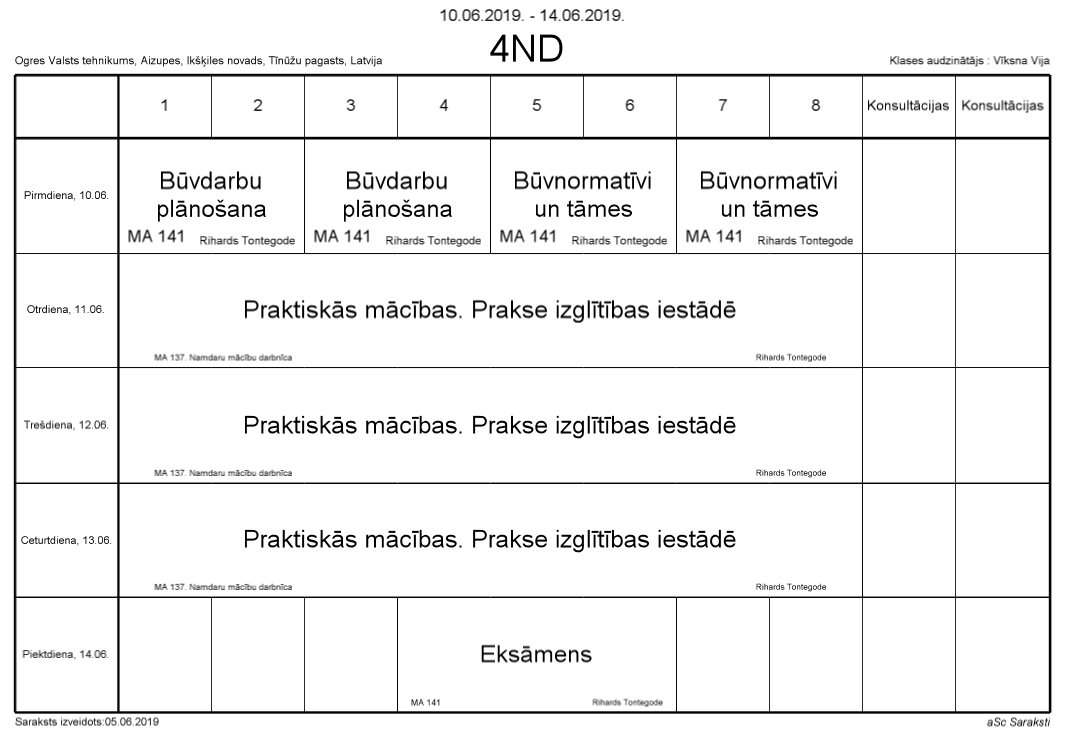 10.06.2019. - 14.06.2019.
4ND
Ogres Valsts tehnikums, Aizupes, Ikšķiles novads, Tīnūžu pagasts, Latvija
Klases audzinātājs : Vīksna Vija
1 2 3 4 5 6 7 8 Konsultācijas Konsultācijas
Pirmdiena, 10.06.
Būvdarbu
plānošana
MA 141 Rihards Tontegode
Būvdarbu
plānošana
MA 141 Rihards Tontegode
Būvnormatīvi
un tāmes
MA 141 Rihards Tontegode
Būvnormatīvi
un tāmes
MA 141 Rihards Tontegode
Otrdiena, 11.06.
Praktiskās mācības. Prakse izglītības iestādē
MA 137. Namdaru mācību darbnīca Rihards Tontegode
Trešdiena, 12.06.
Praktiskās mācības. Prakse izglītības iestādē
MA 137. Namdaru mācību darbnīca Rihards Tontegode
Ceturtdiena, 13.06.
Praktiskās mācības. Prakse izglītības iestādē
MA 137. Namdaru mācību darbnīca Rihards Tontegode
Piektdiena, 14.06.
Eksāmens
MA 141 Rihards Tontegode
Saraksts izveidots:05.06.2019
aSc Saraksti